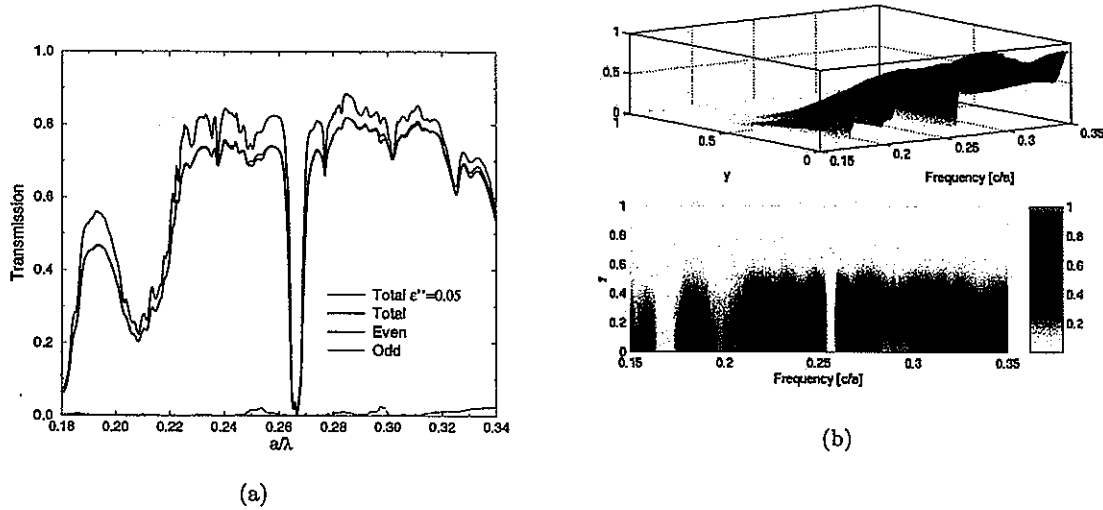 1.0
0.8
0.6
0.4
0.2
0.0
Transmission
0.18 0.20 0.22 0.24 0.26 0.28 0.30 0.32 0.34
a/λ
Total ε''=0.05
Total
Even
Odd
(a)
1
0.5
0
1
0.5
0
y
0.15
0.2
0.25
0.3
0.35
Frequency [c/a]
1
0.8
0.6
0.4
0.2
0
y
0.15 0.2 0.25 0.3 0.35
Frequency [c/a]
1
0.8
0.6
0.4
0.2
(b)